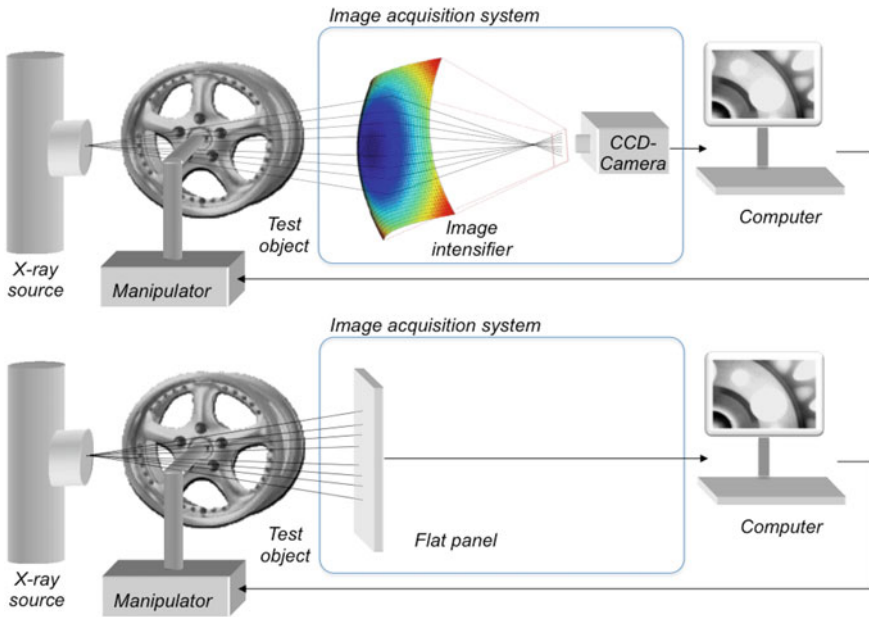 Image acquisition system
CCD-
Camera
Computer
Image
intensifier
Test
object
X-ray
source
Manipulator
Image acquisition system
Computer
Flat panel
Test
object
X-ray
source
Manipulator